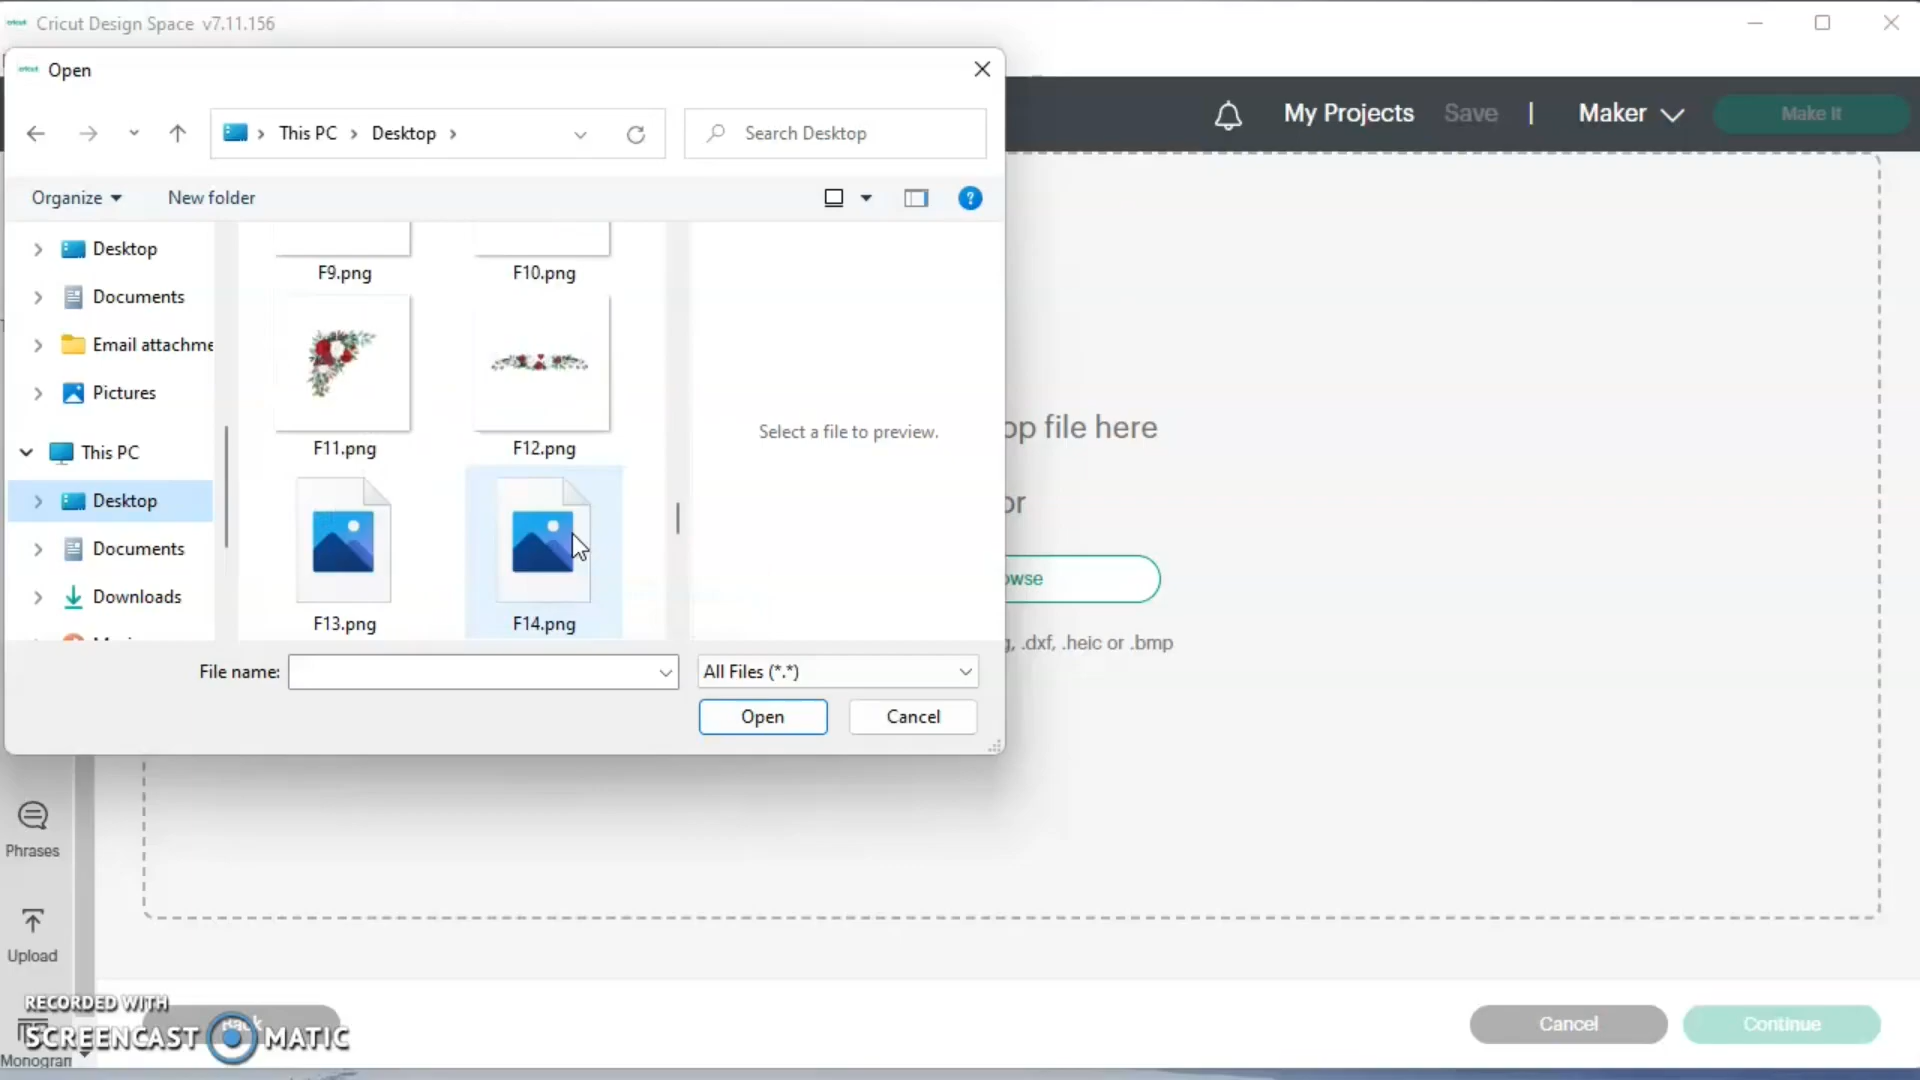 Cricut Design Space v7.11.156
cricut Open
This PC Desktop
Search Desktop
My Projects Save | Maker Make It
Organize New folder
Desktop
Documents
Email attachme
Pictures
This PC
Desktop
Documents
Downloads
F9.png F10.png
F11.png F12.png
F13.png F14.png
Select a file to preview.
op file here
or
owse
, .dxf, .heic or .bmp
File name: All Files (*.*)
Open Cancel
Phrases
Upload
Monogram
Back
Cancel Continue
RECORDED WITH
SCREENCAST MATIC